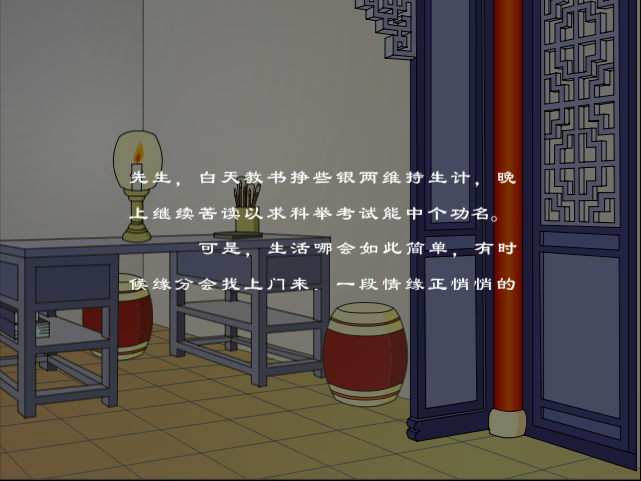 先生，白天教书挣些银两维持生计，晚
上继续苦读以求科举考试能中个功名。
可是，生活哪会如此简单，有时
候缘分会找上门来．一段情缘正悄悄的